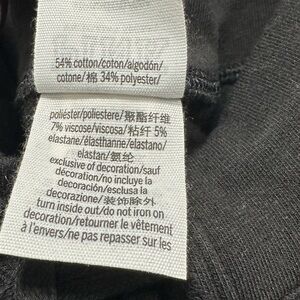 54% cotton/coton/algodón/
cotone/棉 34% polyester/
poliéster/poliestere/聚酯纤维
7% viscose/viscosa/粘纤 5%
elastane/élasthanne/elastano/
elastan/氨纶
exclusive of decoration/sauf
décoration/no incluye la
decoración/esclusa la
decorazione/装饰除外
turn inside out/do not iron on
decoration/retourner le vêtement
à l'envers/ne pas repasser sur les